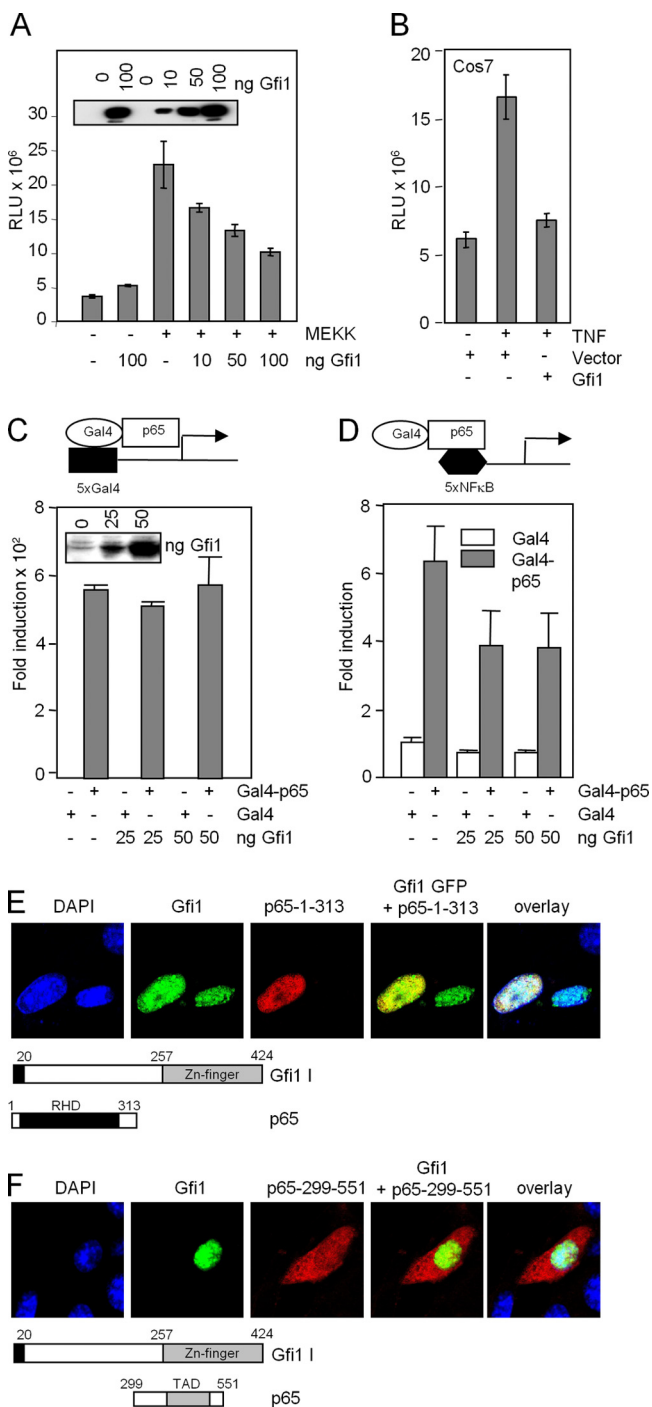 A
0 100 0 10 50 100 ng Gfi1
30
25
20
15
10
5
0
RLU x 10⁶
- - + + + + MEKK
- 100 - 10 50 100 ng Gfi1
B
Cos7
20
15
10
5
0
RLU x 10⁶
- + + TNF
+ + - Vector
- - + Gfi1
C
Gal4 p65
5xGal4
0 25 50 ng Gfi1
8
6
4
2
0
Fold induction x 10²
- + - + - + Gal4-p65
+ - + - + - Gal4
25 25 50 50 ng Gfi1
D
Gal4 p65
5xNFκB
Gal4
Gal4-
p65
8
6
4
2
0
Fold induction
- + - + - + Gal4-p65
+ - + - + - Gal4
25 25 50 50 ng Gfi1
E
DAPI
Gfi1
p65-1-313
Gfi1 GFP
+ p65-1-313
overlay
20 257 424
Zn-finger Gfi1 I
1 RHD 313
p65
F
DAPI
Gfi1
p65-299-551
Gfi1
+ p65-299-551
overlay
20 257 424
Zn-finger Gfi1 I
299 TAD 551
p65